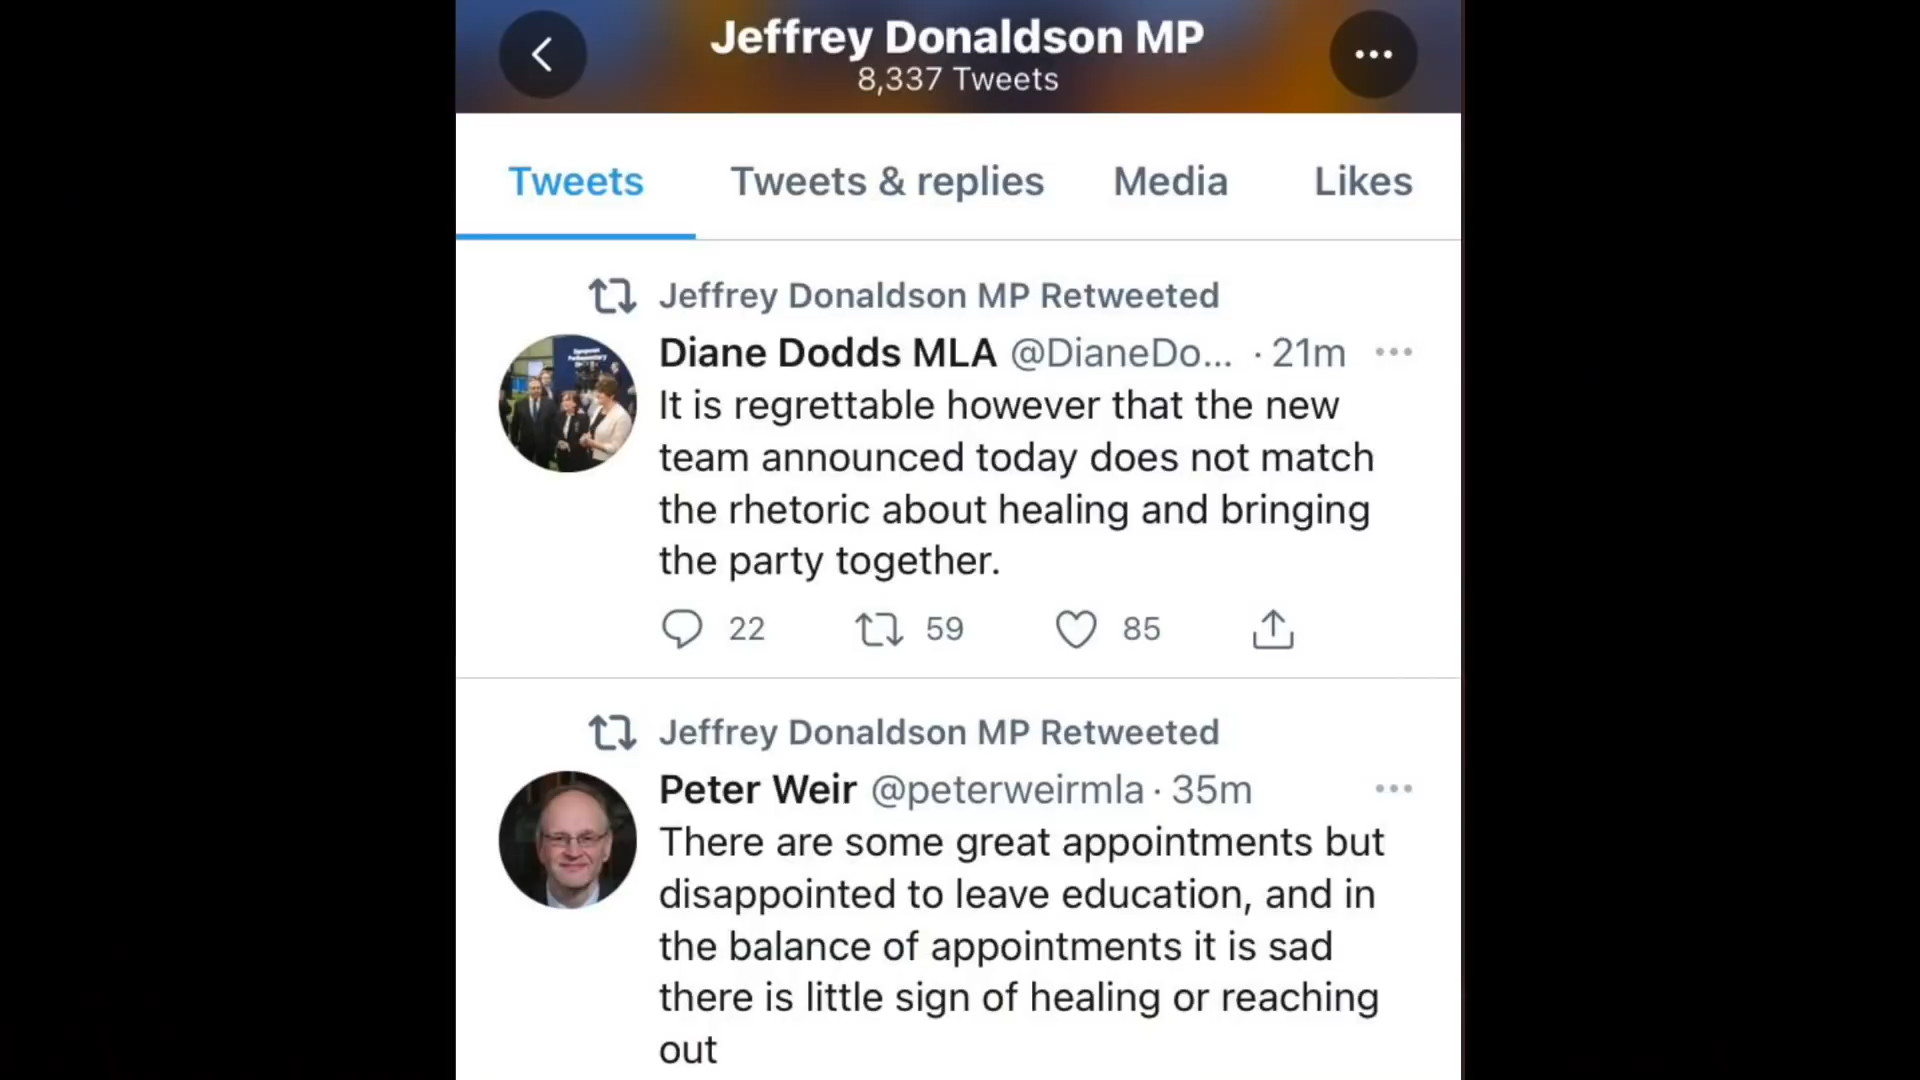 Jeffrey Donaldson MP
8,337 Tweets
Tweets
Tweets & replies
Media
Likes
Jeffrey Donaldson MP Retweeted
Diane Dodds MLA @DianeDo... · 21m
It is regrettable however that the new
team announced today does not match
the rhetoric about healing and bringing
the party together.
22
59
85
Jeffrey Donaldson MP Retweeted
Peter Weir @peterweirmla · 35m
There are some great appointments but
disappointed to leave education, and in
the balance of appointments it is sad
there is little sign of healing or reaching
out